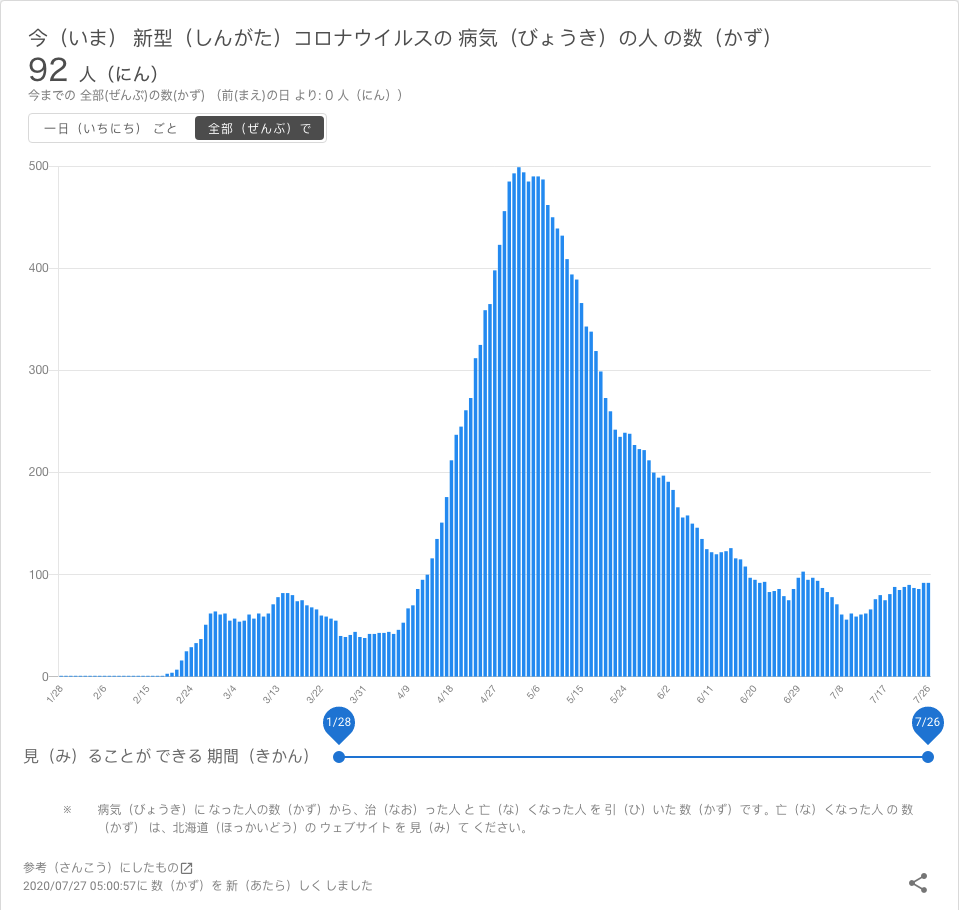 今（いま） 新型（しんがた）コロナウイルスの 病気（びょうき）の人 の数（かず）
92 人（にん）
今までの 全部(ぜんぶ)の数(かず) （前(まえ)の日 より: 0 人（にん））
一日（いちにち） ごと 全部（ぜんぶ）で
500
400
300
200
100
0
1/28 2/6 2/15 2/24 3/4 3/13 3/22 3/31 4/9 4/18 4/27 5/6 5/15 5/24 6/2 6/11 6/20 6/29 7/8 7/17 7/26
1/28 7/26
見（み）ることが できる 期間（きかん）
※ 病気（びょうき）に なった人の数（かず）から、治（なお）った人 と 亡（な）くなった人 を 引（ひ）いた 数（かず）です。亡（な）くなった人 の 数
（かず） は、北海道（ほっかいどう）の ウェブサイト を 見（み）て ください。
参考（さんこう）にしたもの
2020/07/27 05:00:57に 数（かず）を 新（あたら）しく しました